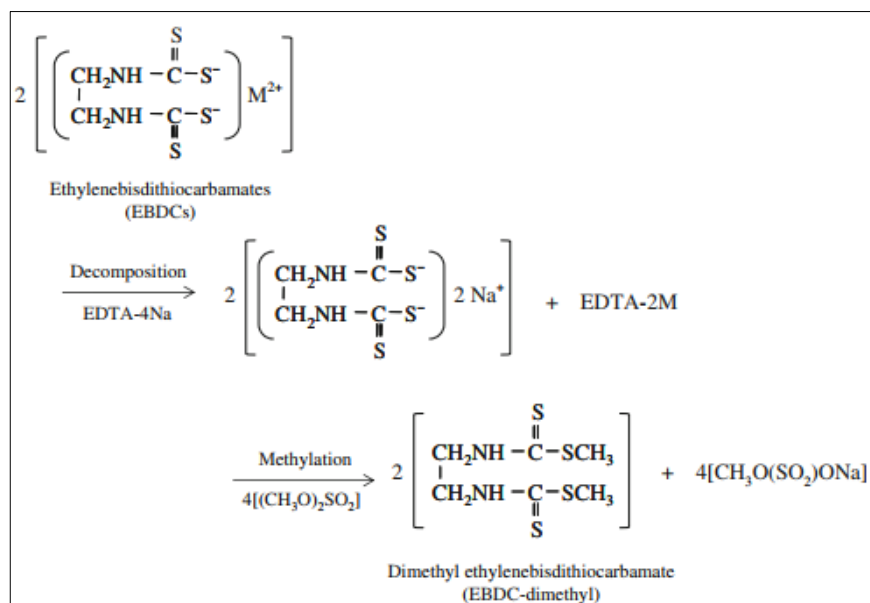 S
CH₂NH – C – S⁻
2 M²⁺
CH₂NH – C – S⁻
S
Ethylenebisdithiocarbamates
(EBDCs)
S
Decomposition CH₂NH – C – S⁻
EDTA-4Na 2 2 Na⁺ + EDTA-2M
CH₂NH – C – S⁻
S
S
Methylation CH₂NH – C – SCH₃
4[(CH₃O)₂SO₂] 2 + 4[CH₃O(SO₂)ONa]
CH₂NH – C – SCH₃
S
Dimethyl ethylenebisdithiocarbamate
(EBDC-dimethyl)